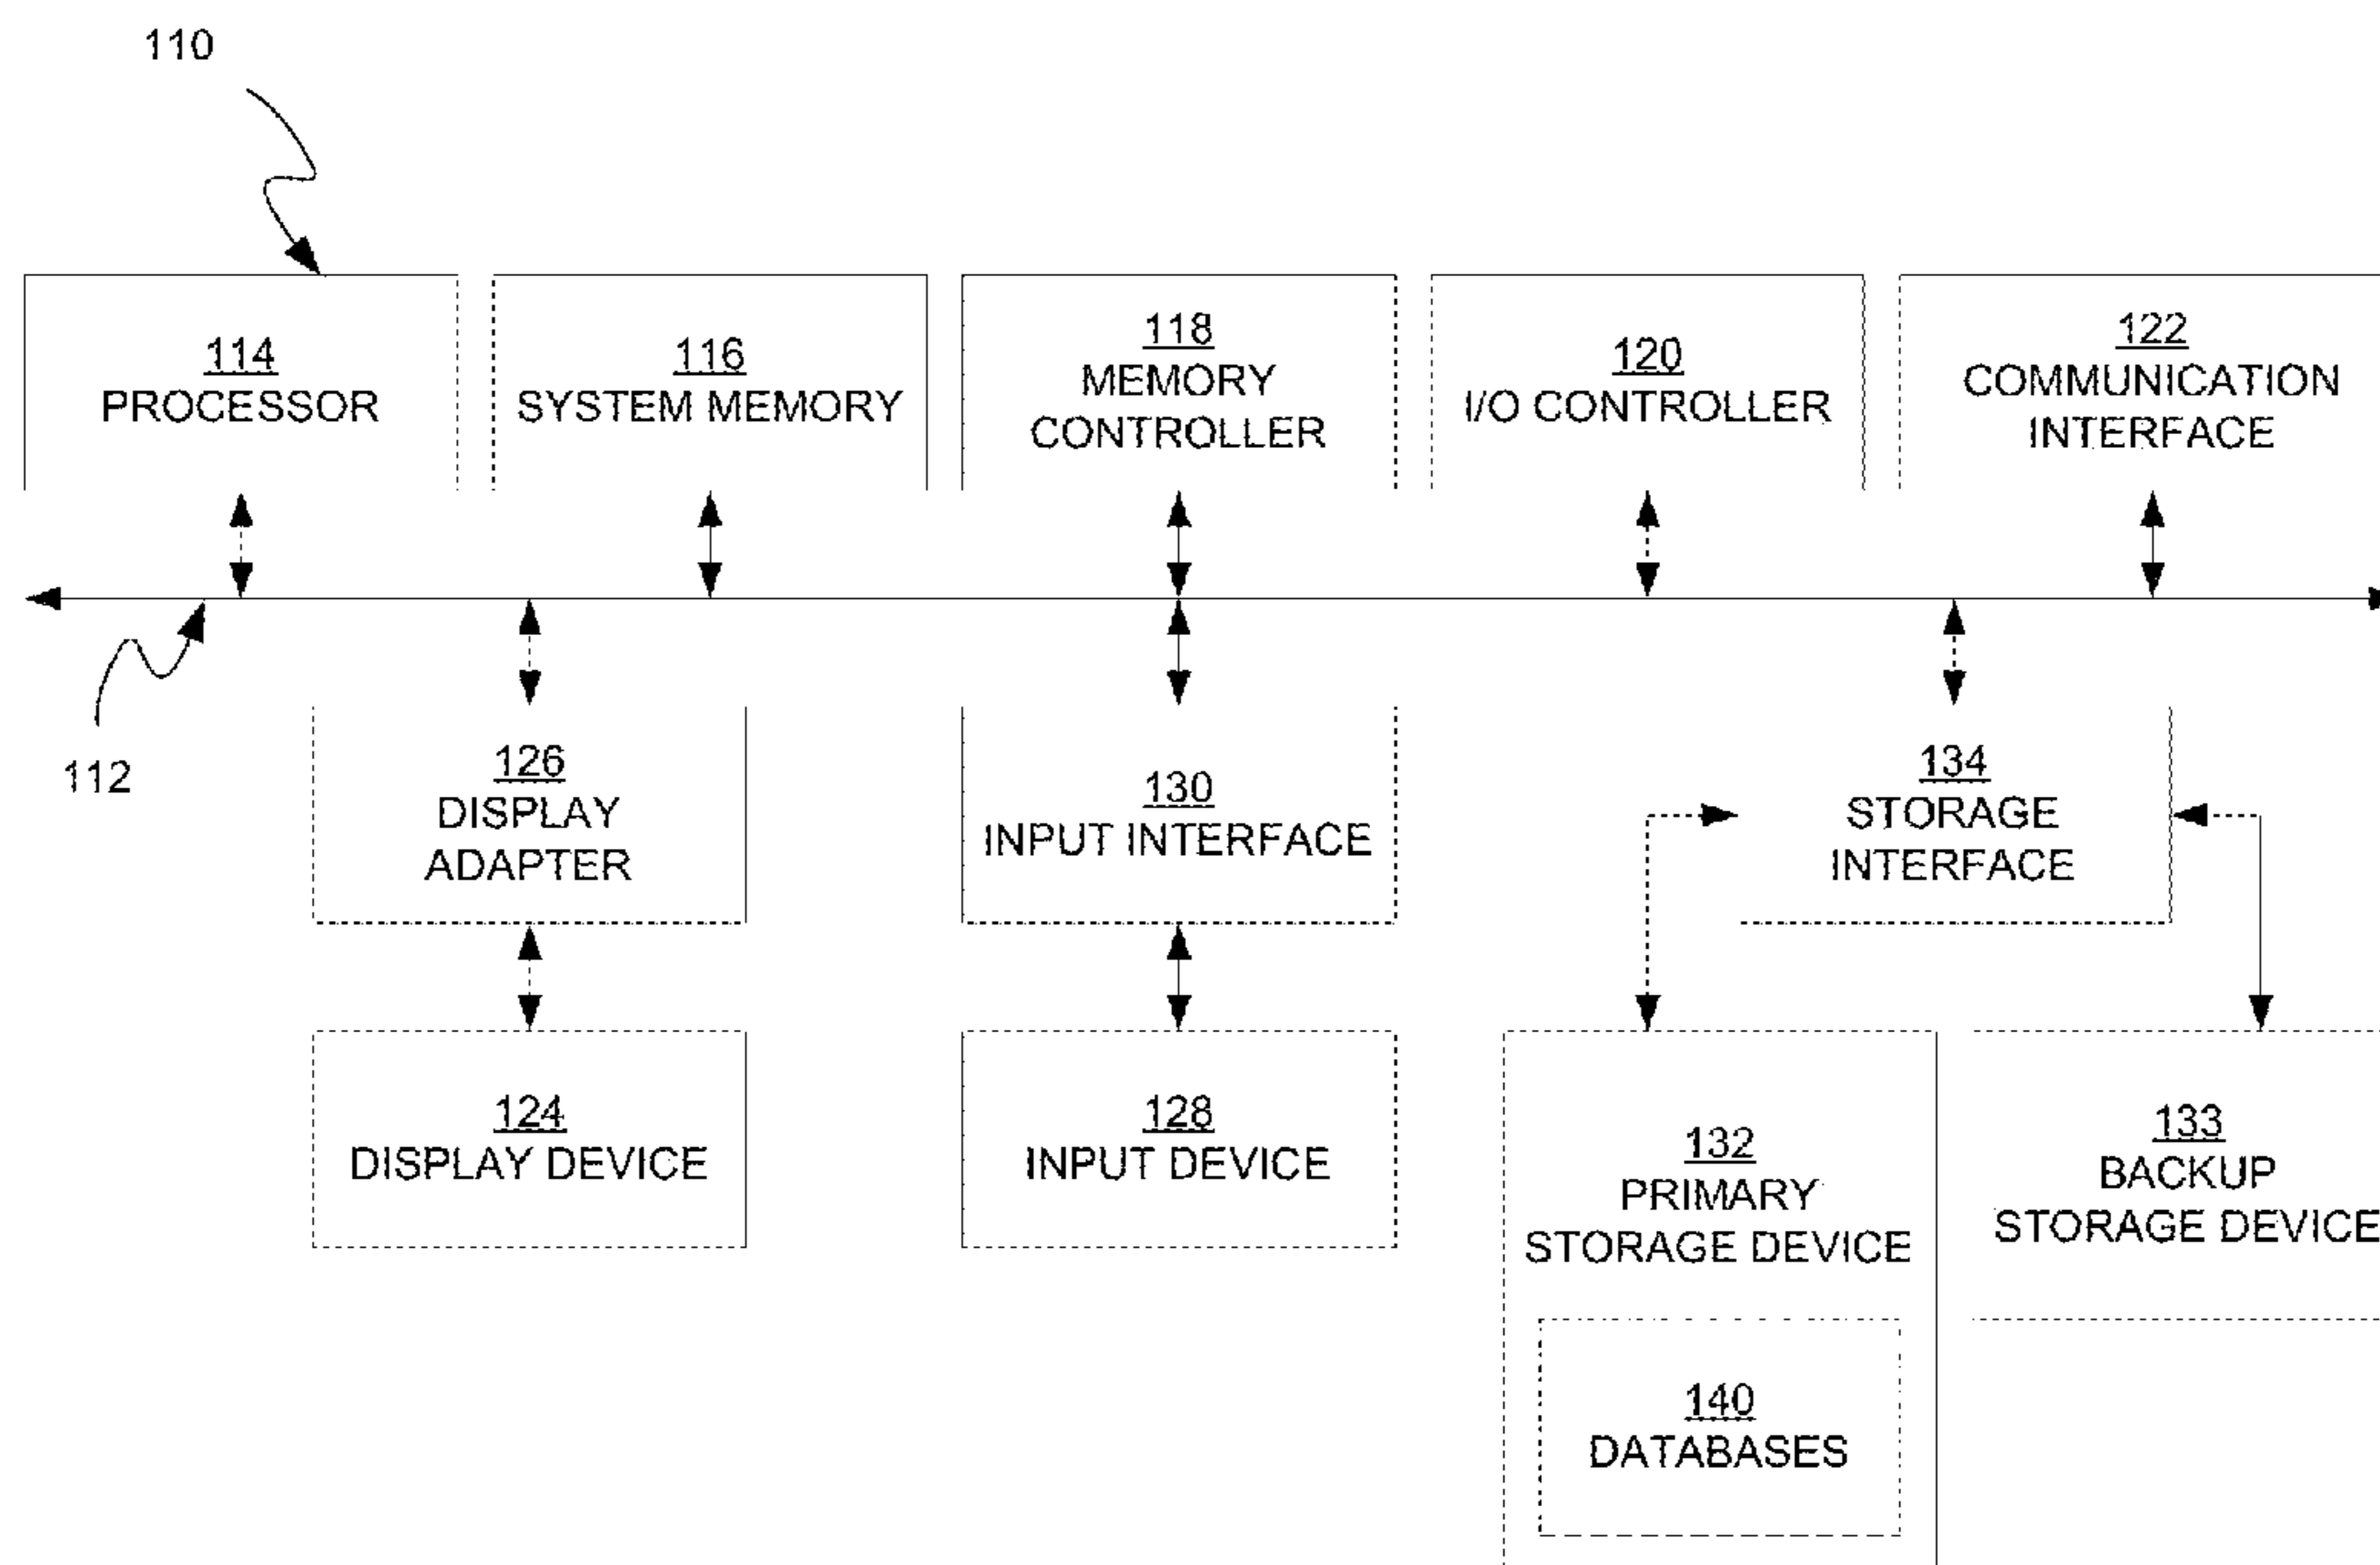 110
114
PROCESSOR
116
SYSTEM MEMORY
118
MEMORY
CONTROLLER
120
I/O CONTROLLER
122
COMMUNICATION
INTERFACE
112
126
DISPLAY
ADAPTER
130
INPUT INTERFACE
134
STORAGE
INTERFACE
124
DISPLAY DEVICE
128
INPUT DEVICE
132
PRIMARY
STORAGE DEVICE
133
BACKUP
STORAGE DEVICE
140
DATABASES